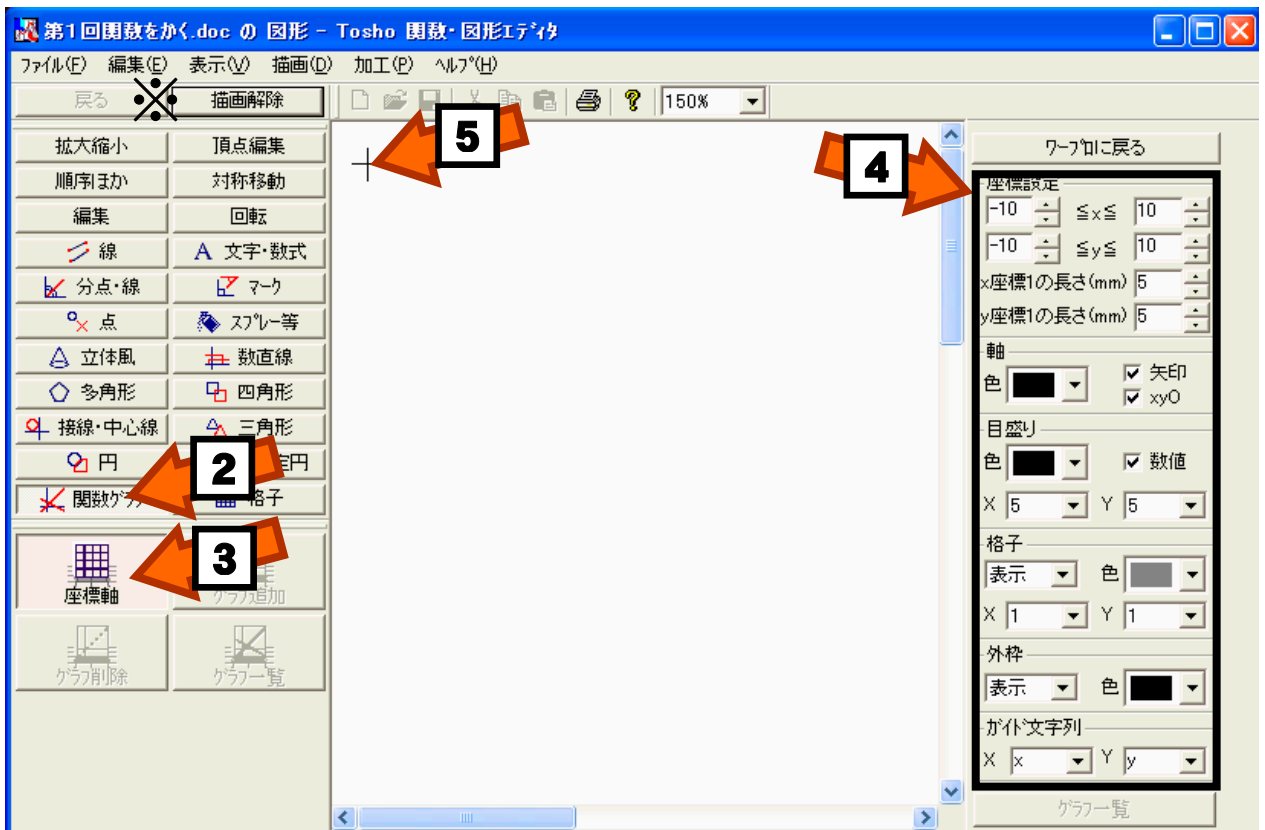 第1回関数をかく.doc の 図形 - Tosho 関数・図形ｴﾃﾞｨﾀ
ﾌｧｲﾙ(F) 編集(E) 表示(V) 描画(D) 加工(P) ﾍﾙﾌﾟ(H)
戻る ※ 描画解除 150%
拡大縮小 頂点編集
順序ほか 対称移動
編集 回転
線 A 文字・数式
分点・線 ﾏｰｸ
点 ｽﾌﾟﾚｰ等
立体風 数直線
多角形 四角形
接線・中心線 三角形
円 定円
関数ｸﾞﾗﾌ 格子
座標軸 ｸﾞﾗﾌ追加
ｸﾞﾗﾌ削除 ｸﾞﾗﾌ一覧
2
3
5
4
ﾜｰﾌﾟﾛに戻る
座標設定
-10 ≦x≦ 10
-10 ≦y≦ 10
x座標1の長さ(mm) 5
y座標1の長さ(mm) 5
軸
色 矢印
xyO
目盛り
色 数値
X 5 Y 5
格子
表示 色
X 1 Y 1
外枠
表示 色
ｶﾞｲﾄﾞ文字列
X x Y y
ｸﾞﾗﾌ一覧